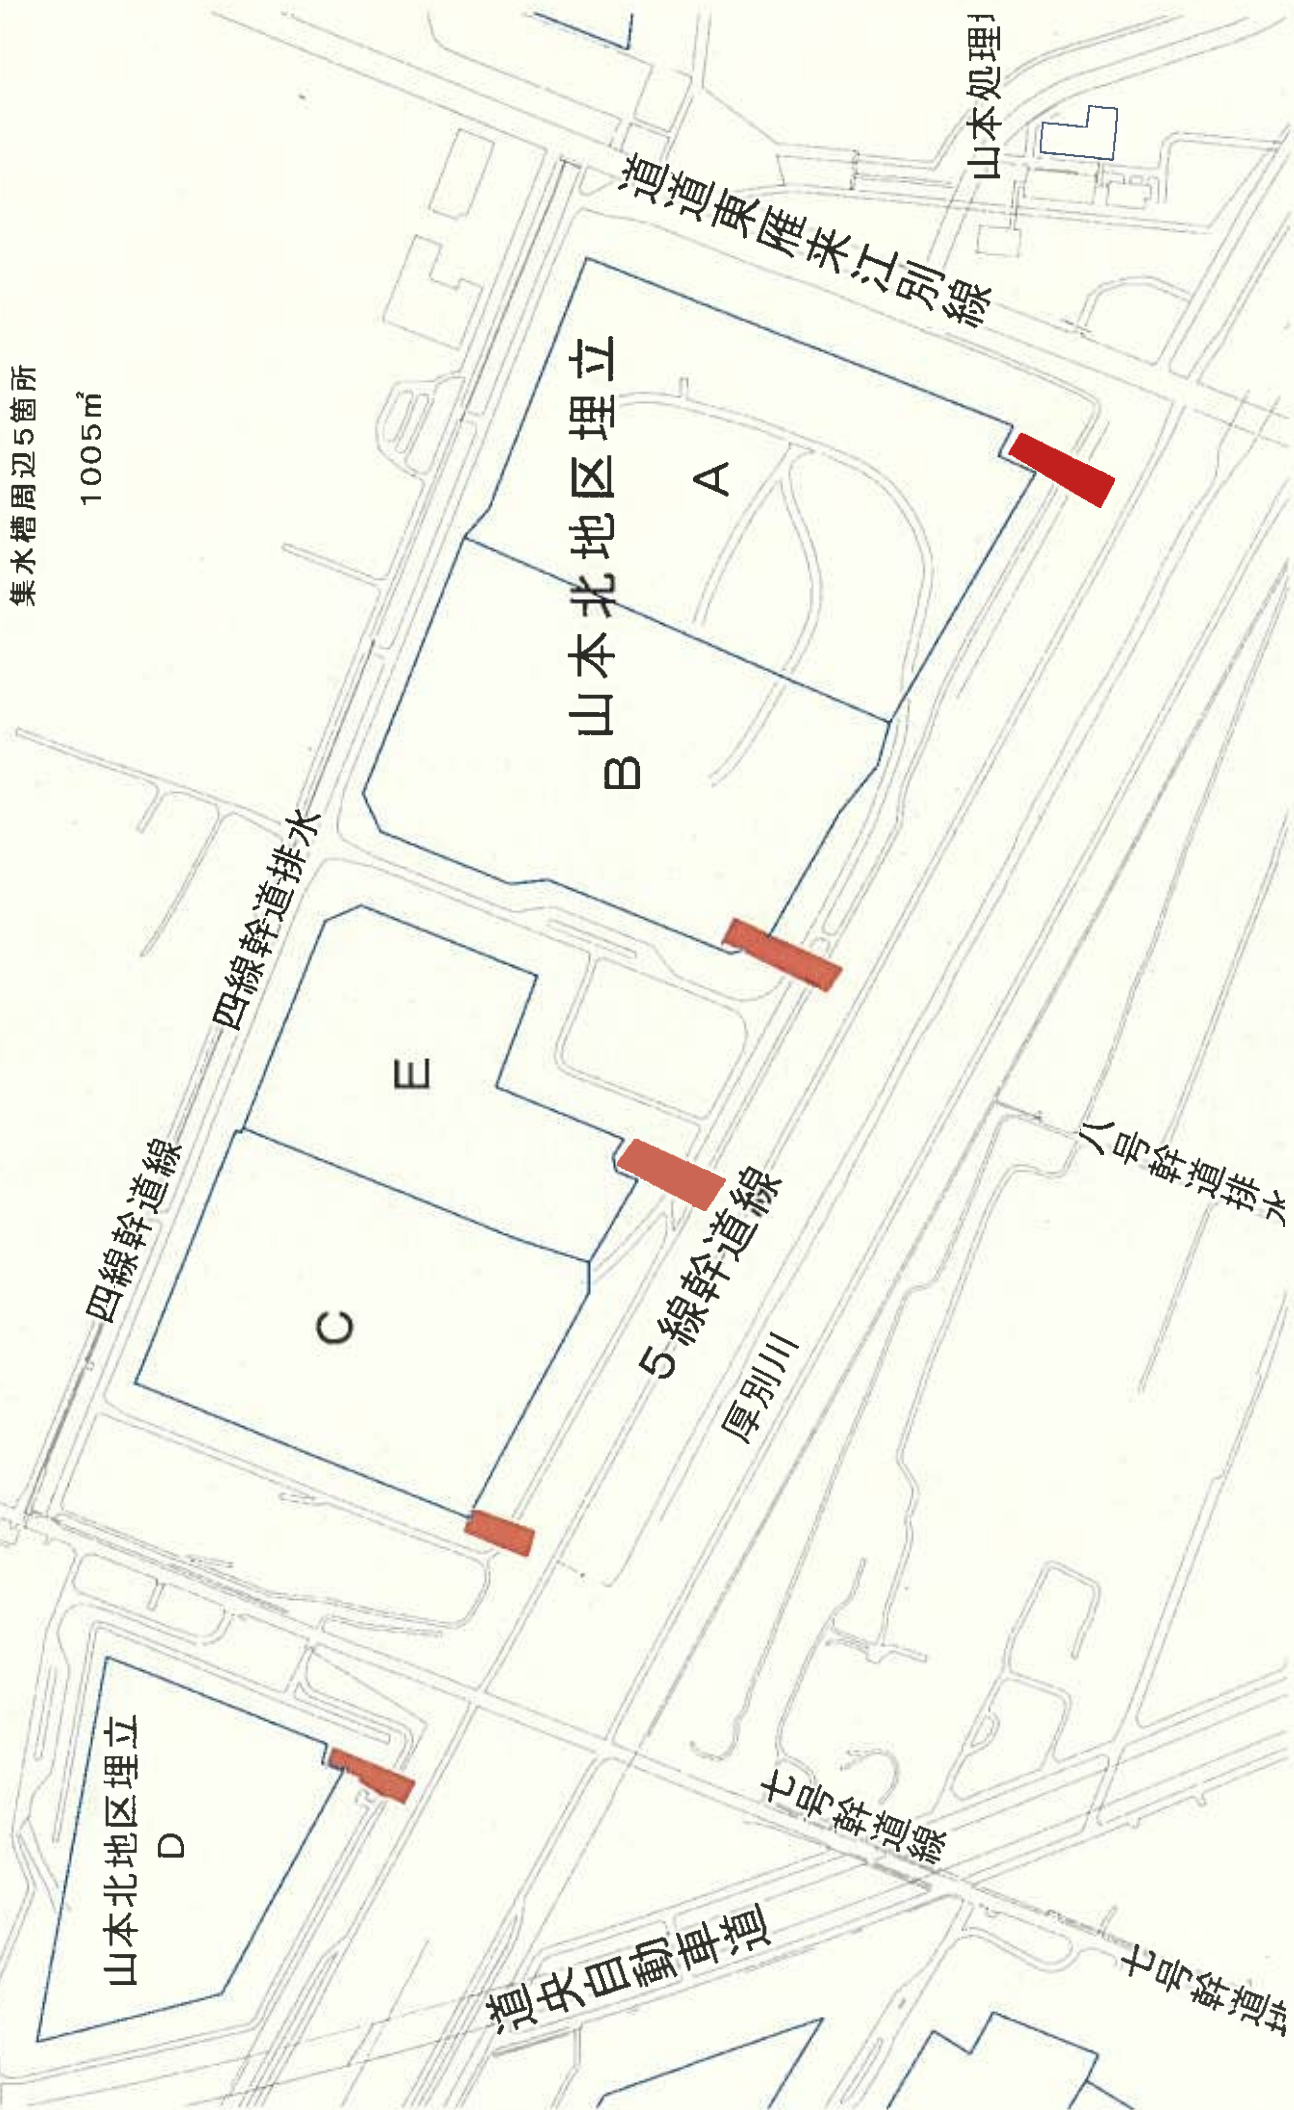 集水槽周辺5箇所
1005㎡
四線幹道線
四線幹道排水
道道東雁来江別線
山本処理
山本北地区埋立
A
B
E
C
山本北地区埋立
D
5線幹道線
厚別川
八号幹道排水
七号幹道線
七号幹道排
道央自動車道